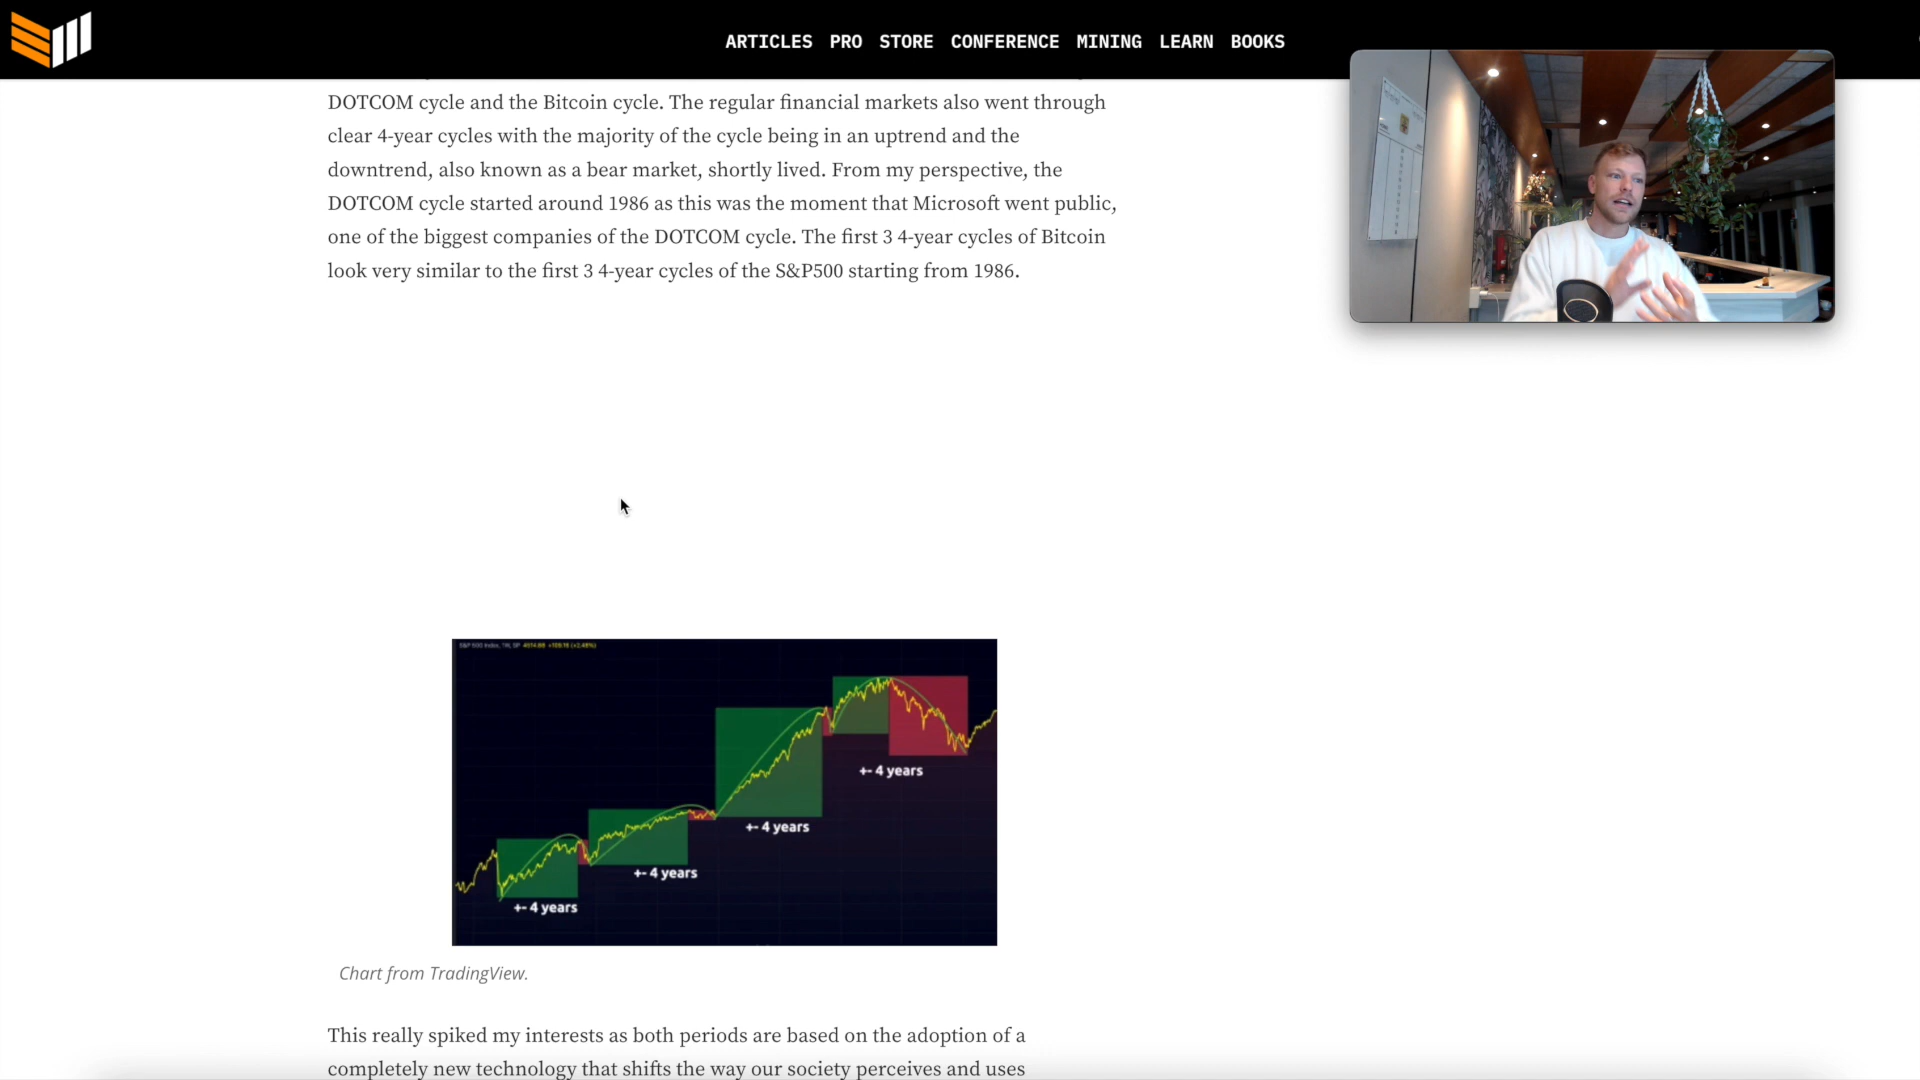 ARTICLES PRO STORE CONFERENCE MINING LEARN BOOKS
DOTCOM cycle and the Bitcoin cycle. The regular financial markets also went through
clear 4-year cycles with the majority of the cycle being in an uptrend and the
downtrend, also known as a bear market, shortly lived. From my perspective, the
DOTCOM cycle started around 1986 as this was the moment that Microsoft went public,
one of the biggest companies of the DOTCOM cycle. The first 3 4-year cycles of Bitcoin
look very similar to the first 3 4-year cycles of the S&P500 starting from 1986.
S&P 500 Index, 1W, SP
+- 4 years
+- 4 years
+- 4 years
+- 4 years
Chart from TradingView.
This really spiked my interests as both periods are based on the adoption of a
completely new technology that shifts the way our society perceives and uses